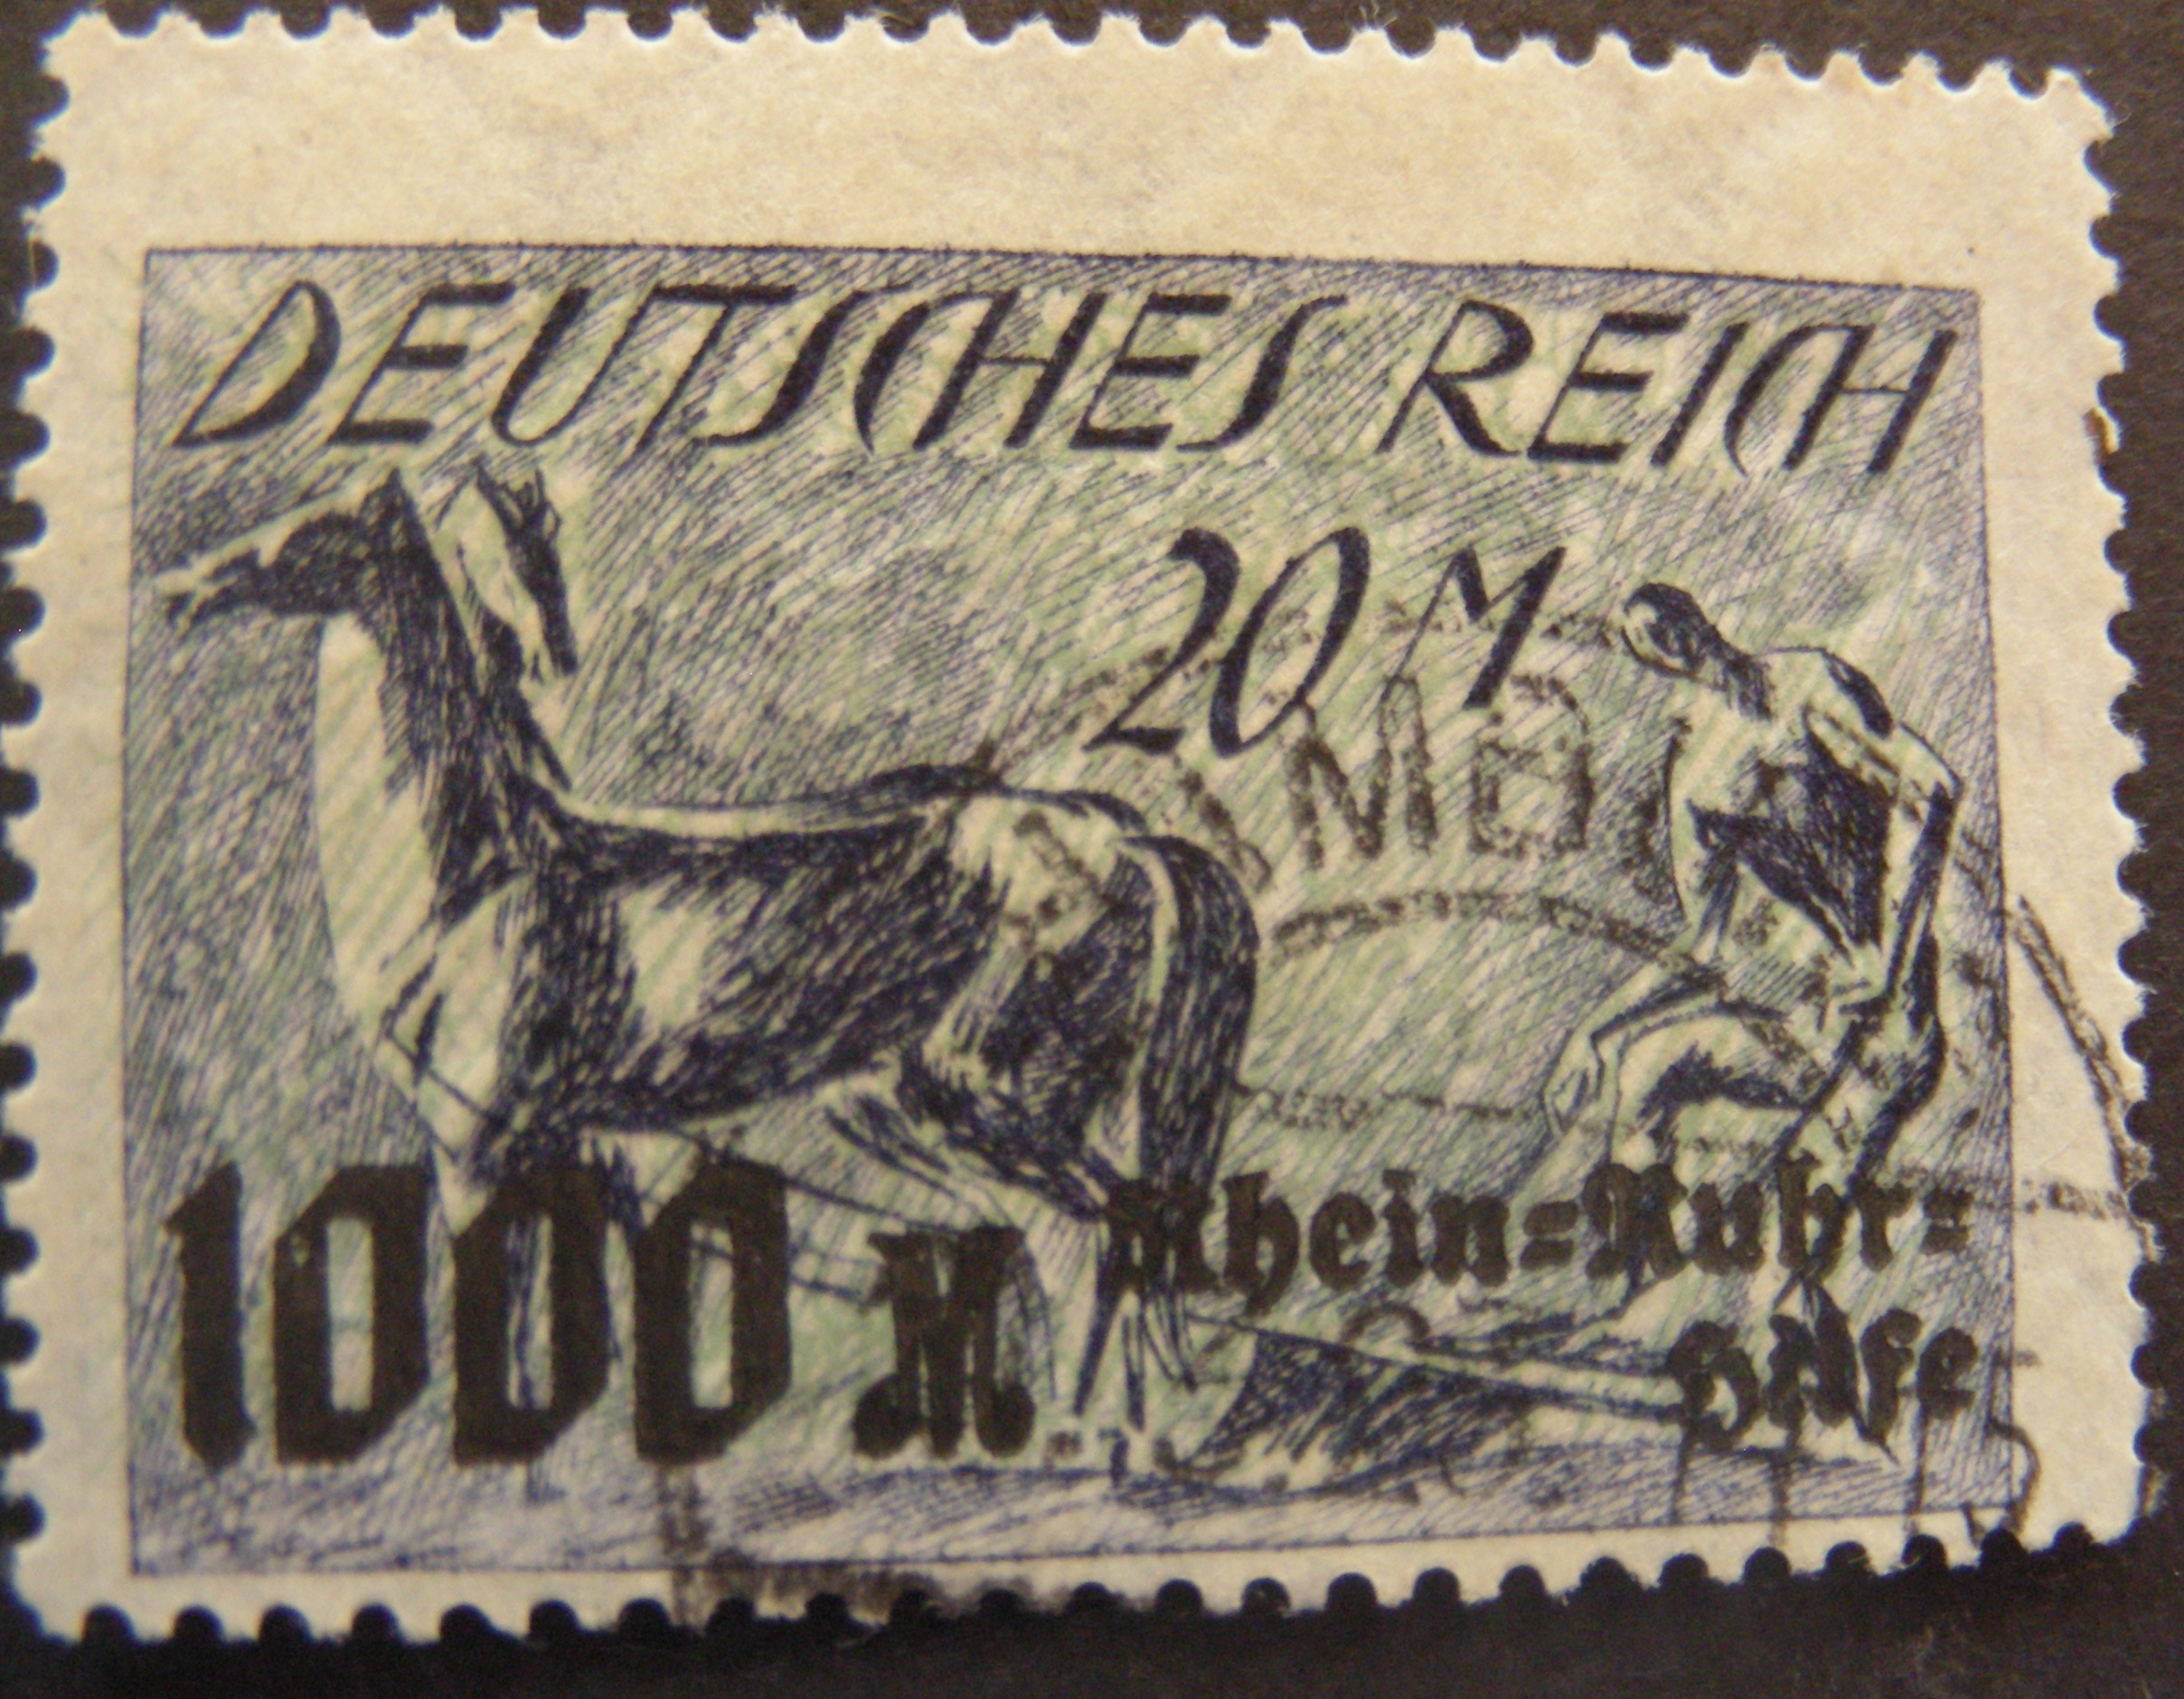 DEUTSCHES REICH
20 M
1000 M Rhein=Ruhr=
Hilfe